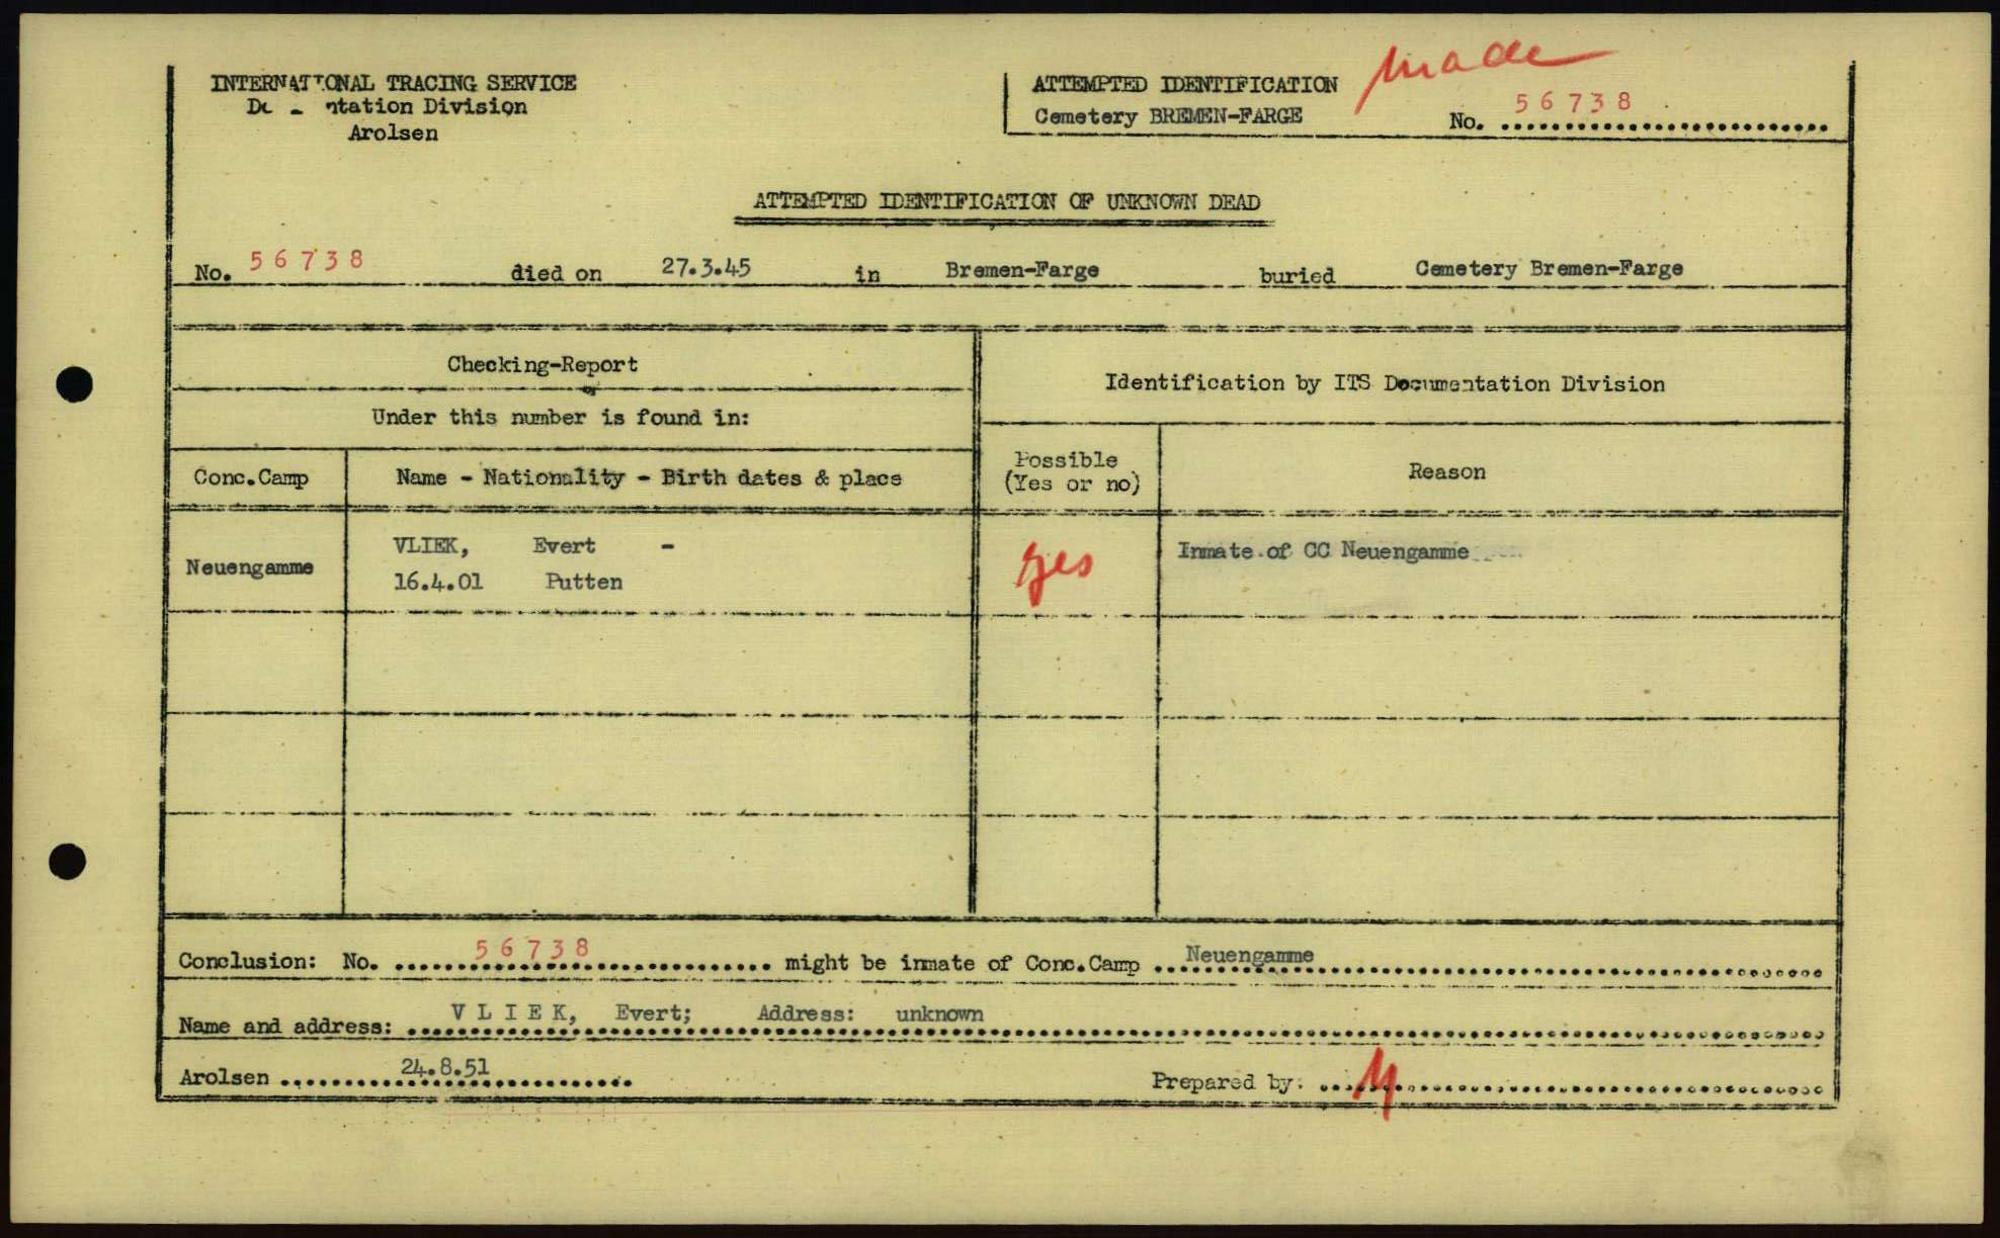 INTERNATIONAL TRACING SERVICE
Division
Arolsen
ATTEMPTED IDENTIFICATION made
Cemetery BREMEN-FARGE No. 56738
ATTEMPTED IDENTIFICATION OF UNKNOWN DEAD
No. 56738 died on 27.3.45 in Bremen-Farge buried Cemetery Bremen-Farge
Checking-Report
Under this number is found in:
Identification by ITS Documentation Division
Conc.Camp Name - Nationality - Birth dates & place
Possible
(Yes or no)
Reason
Neuengamme
VLIEK, Evert -
16.4.01 Putten
yes
Inmate of CC Neuengamme
Conclusion: No. 56738 might be inmate of Conc.Camp Neuengamme
Name and address: V L I E K, Evert; Address: unknown
Arolsen 24.8.51 Prepared by: